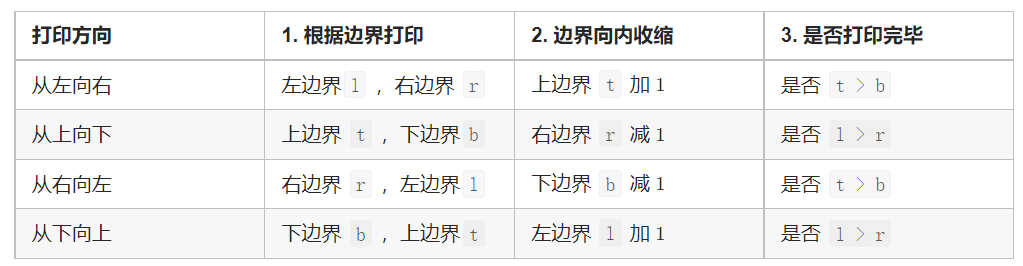 打印方向 1. 根据边界打印 2. 边界向内收缩 3. 是否打印完毕
从左向右 左边界 l , 右边界 r 上边界 t 加 1 是否 t > b
从上向下 上边界 t , 下边界 b 右边界 r 减 1 是否 l > r
从右向左 右边界 r , 左边界 l 下边界 b 减 1 是否 t > b
从下向上 下边界 b , 上边界 t 左边界 l 加 1 是否 l > r